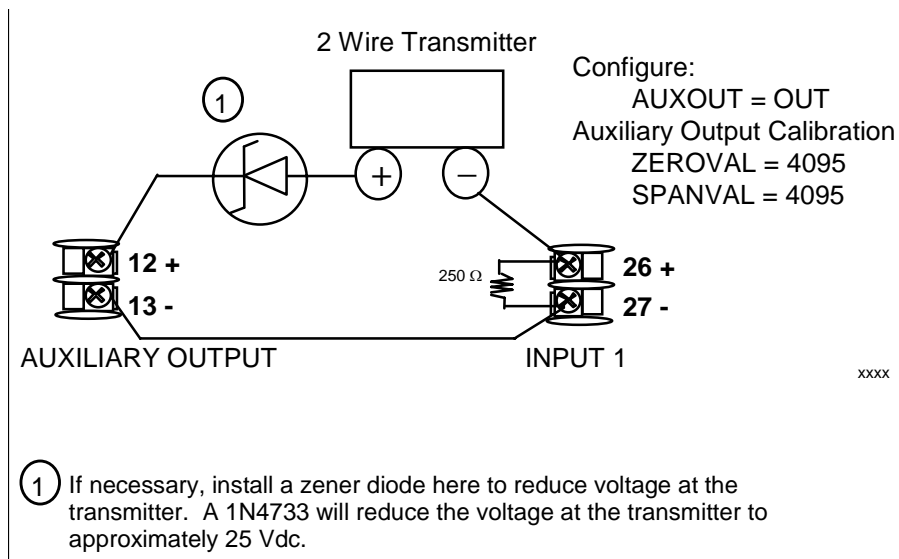 2 Wire Transmitter
Configure:
AUXOUT = OUT
Auxiliary Output Calibration
ZEROVAL = 4095
SPANVAL = 4095
1
+
−
12 +
13 -
250 Ω
26 +
27 -
AUXILIARY OUTPUT
INPUT 1
xxxx
1 If necessary, install a zener diode here to reduce voltage at the
transmitter. A 1N4733 will reduce the voltage at the transmitter to
approximately 25 Vdc.